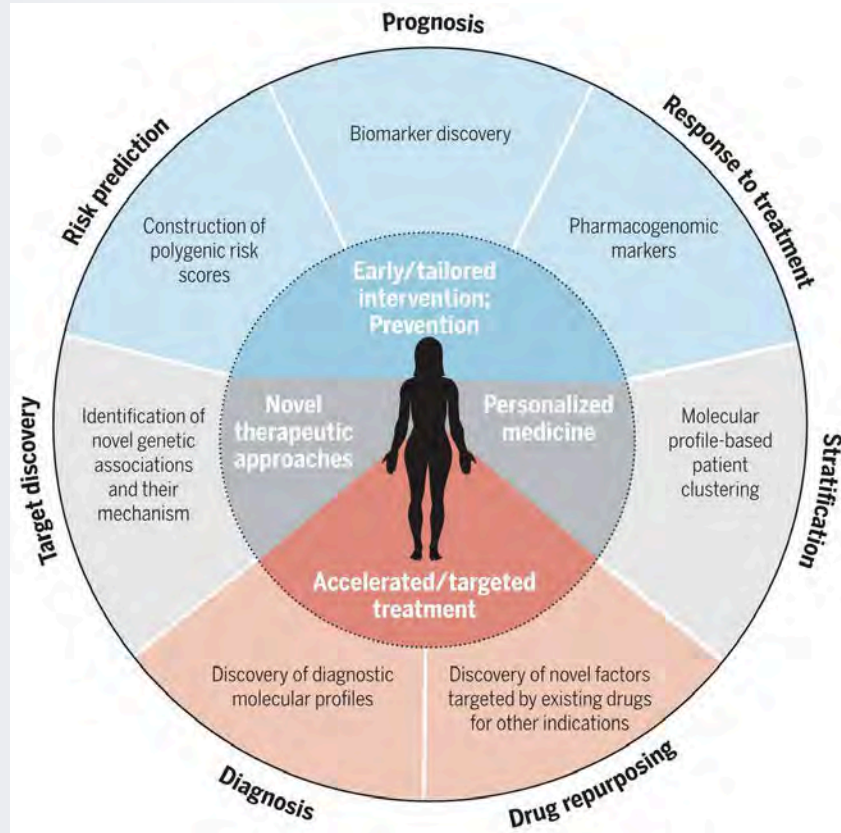 Prognosis
Risk prediction
Response to treatment
Biomarker discovery
Construction of
polygenic risk
scores
Pharmacogenomic
markers
Early/tailored
intervention;
Prevention
Target discovery
Identification of
novel genetic
associations
and their
mechanism
Novel
therapeutic
approaches
Personalized
medicine
Molecular
profile-based
patient
clustering
Stratification
Accelerated/targeted
treatment
Discovery of diagnostic
molecular profiles
Discovery of novel factors
targeted by existing drugs
for other indications
Diagnosis
Drug repurposing